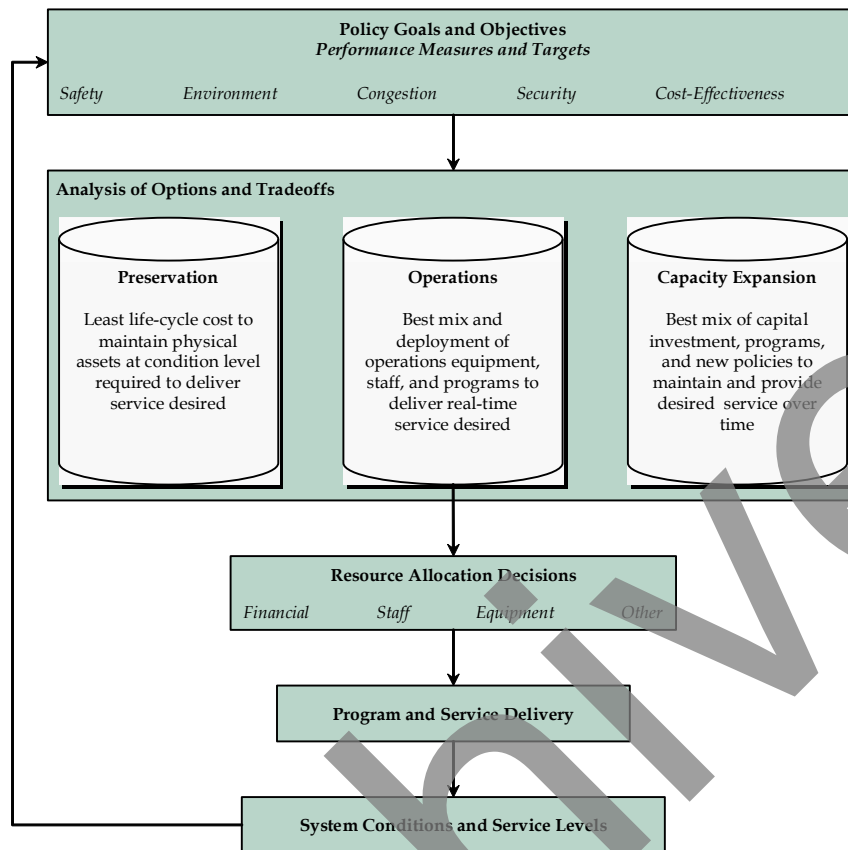 Policy Goals and Objectives
Performance Measures and Targets
Safety Environment Congestion Security Cost-Effectiveness
Analysis of Options and Tradeoffs
Preservation
Least life-cycle cost to
maintain physical
assets at condition level
required to deliver
service desired
Operations
Best mix and
deployment of
operations equipment,
staff, and programs to
deliver real-time
service desired
Capacity Expansion
Best mix of capital
investment, programs,
and new policies to
maintain and provide
desired service over
time
Resource Allocation Decisions
Financial Staff Equipment Other
Program and Service Delivery
System Conditions and Service Levels